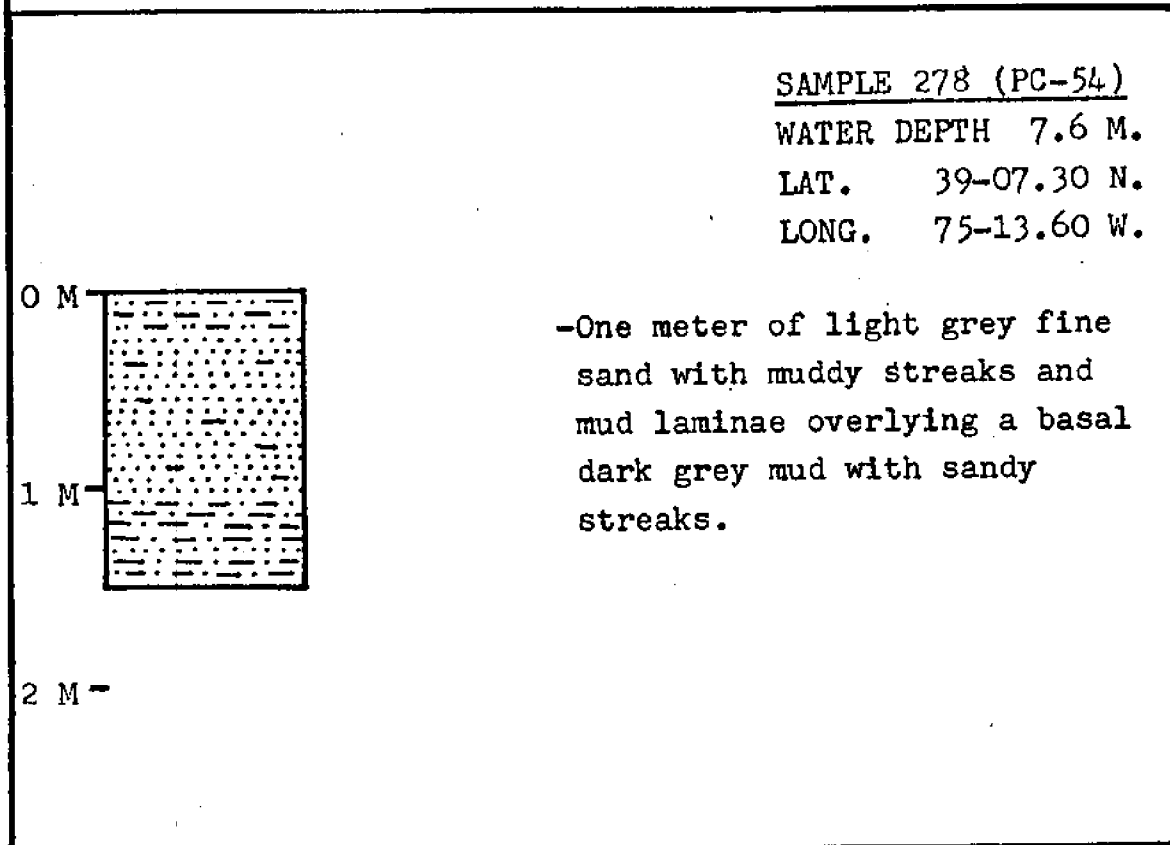 SAMPLE 278 (PC-54)
WATER DEPTH 7.6 M.
LAT. 39-07.30 N.
LONG. 75-13.60 W.
0 M
-One meter of light grey fine
sand with muddy streaks and
mud laminae overlying a basal
dark grey mud with sandy
streaks.
1 M
2 M